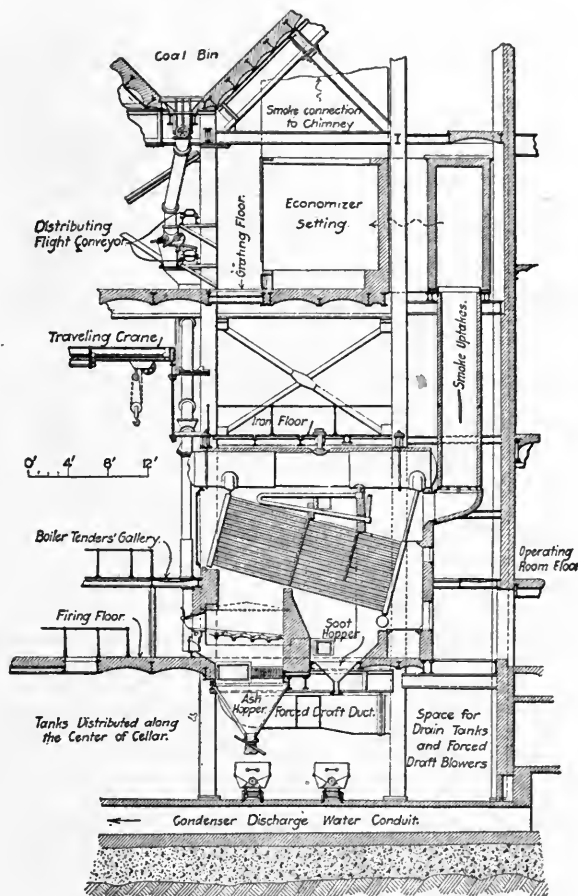 Coal Bin
Smoke connection
to Chimney
Distributing
Flight Conveyor
Grating Floor.
Economizer
Setting
Traveling Crane
Smoke Uptakes.
Iron Floor
0' 4' 8' 12'
Boiler Tenders' Gallery
Operating
Room Floor
Firing Floor
Soot
Hopper
Ash
Hopper
Forced Draft Duct.
Tanks Distributed along
the Center of Cellar.
Space for
Drain Tanks
and Forced
Draft Blowers
Condenser Discharge Water Conduit.